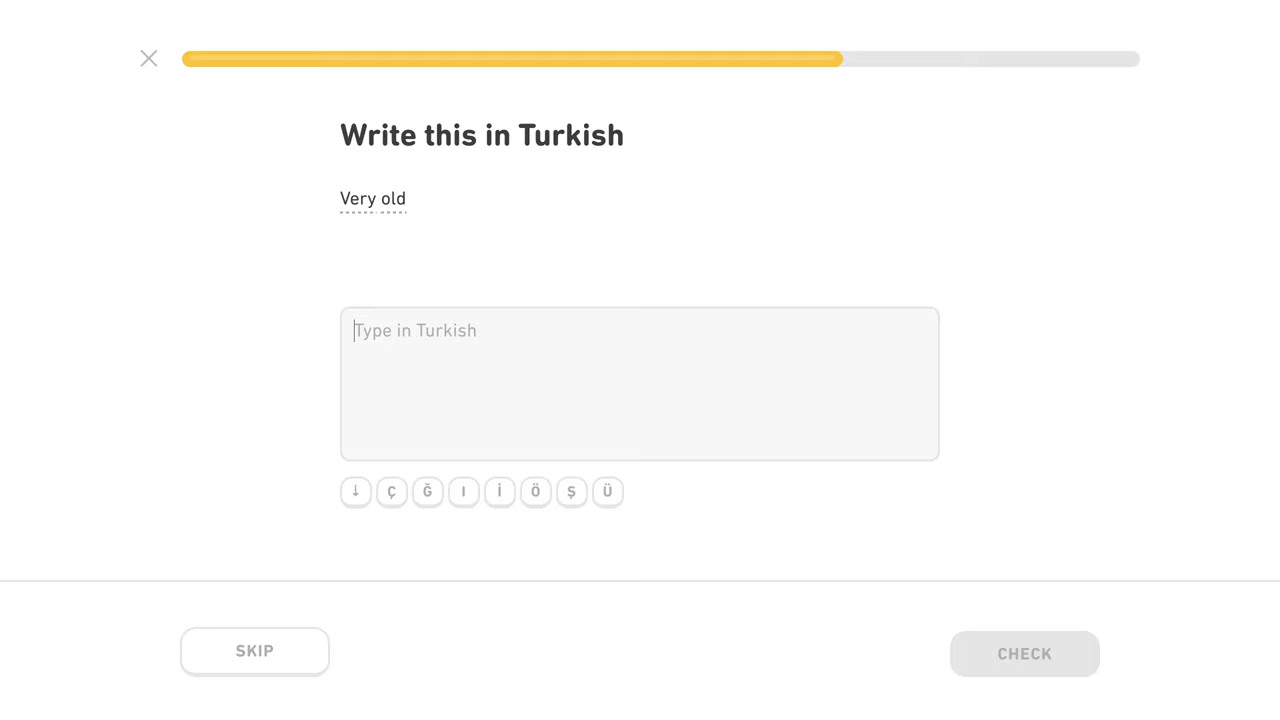 Write this in Turkish
Very old
Type in Turkish
↓ Ç Ğ I İ Ö Ş Ü
SKIP
CHECK